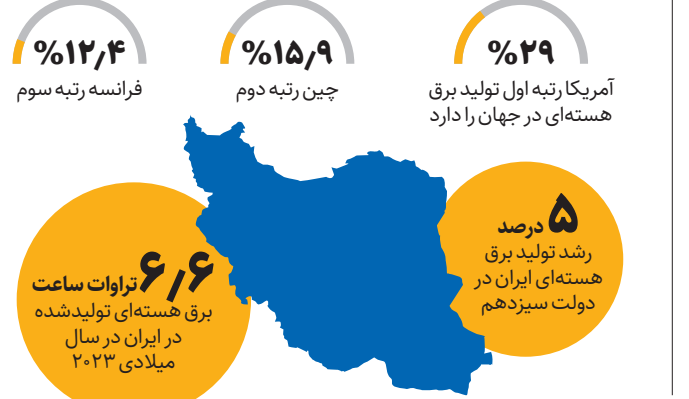 %۲۹
آمریکا رتبه اول تولید برق
هسته‌ای در جهان را دارد
%۱۵٫۹
چین رتبه دوم
%۱۲٫۴
فرانسه رتبه سوم
۵ درصد
رشد تولید برق
هسته‌ای ایران در
دولت سیزدهم
۶٫۶ تراوات ساعت
برق هسته‌ای تولیدشده
در ایران در سال
میلادی ۲۰۲۳